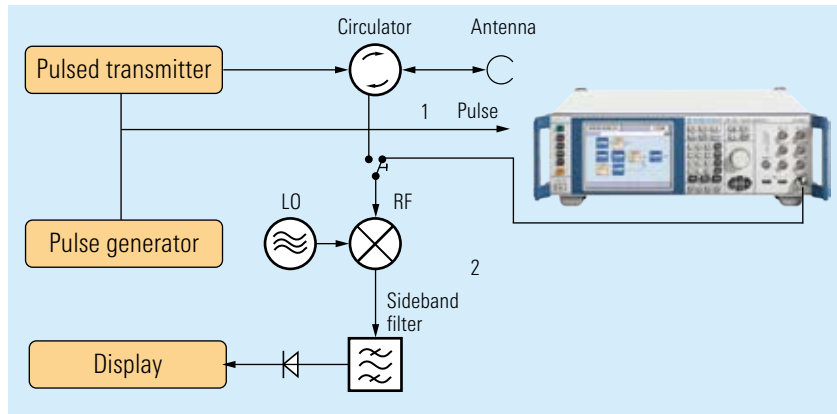 Circulator Antenna
Pulsed transmitter
1 Pulse
LO RF
Pulse generator
2
Sideband
filter
Display